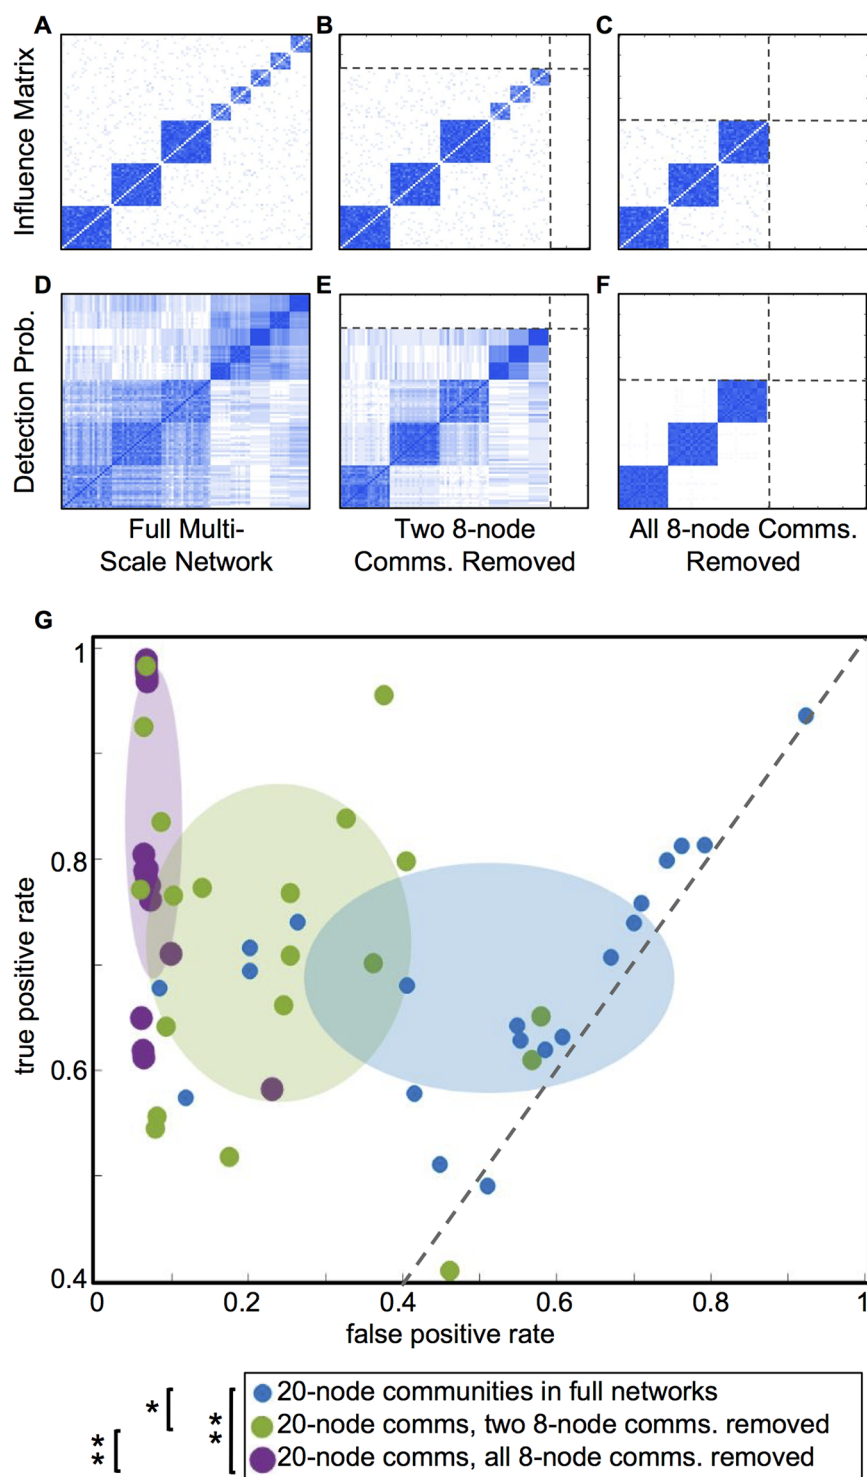 A
B
C
Influence Matrix
D
E
F
Detection Prob.
Full Multi-
Scale Network
Two 8-node
Comms. Removed
All 8-node Comms.
Removed
G
1
0.8
0.6
0.4
true positive rate
0
0.2
0.4
0.6
0.8
1
false positive rate
20-node communities in full networks
20-node comms, two 8-node comms. removed
20-node comms, all 8-node comms. removed
*
**
**